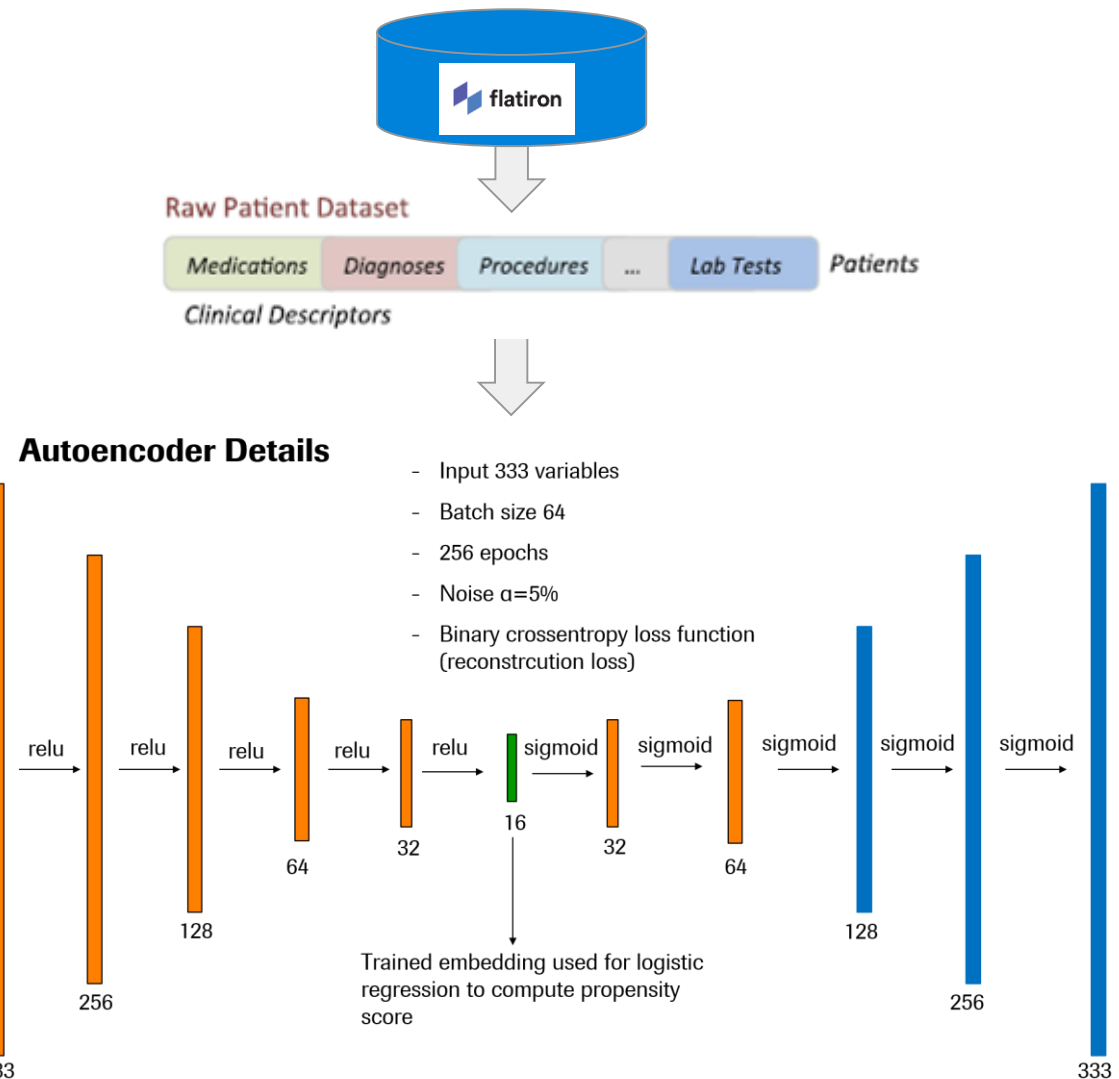 flatiron
Raw Patient Dataset
Medications Diagnoses Procedures ... Lab Tests Patients
Clinical Descriptors
Autoencoder Details
- Input 333 variables
- Batch size 64
- 256 epochs
- Noise α=5%
- Binary crossentropy loss function
(reconstrcution loss)
relu relu relu relu relu sigmoid sigmoid sigmoid sigmoid sigmoid
16
32 32
64 64
128 128
Trained embedding used for logistic
regression to compute propensity
score
256 256
33 333